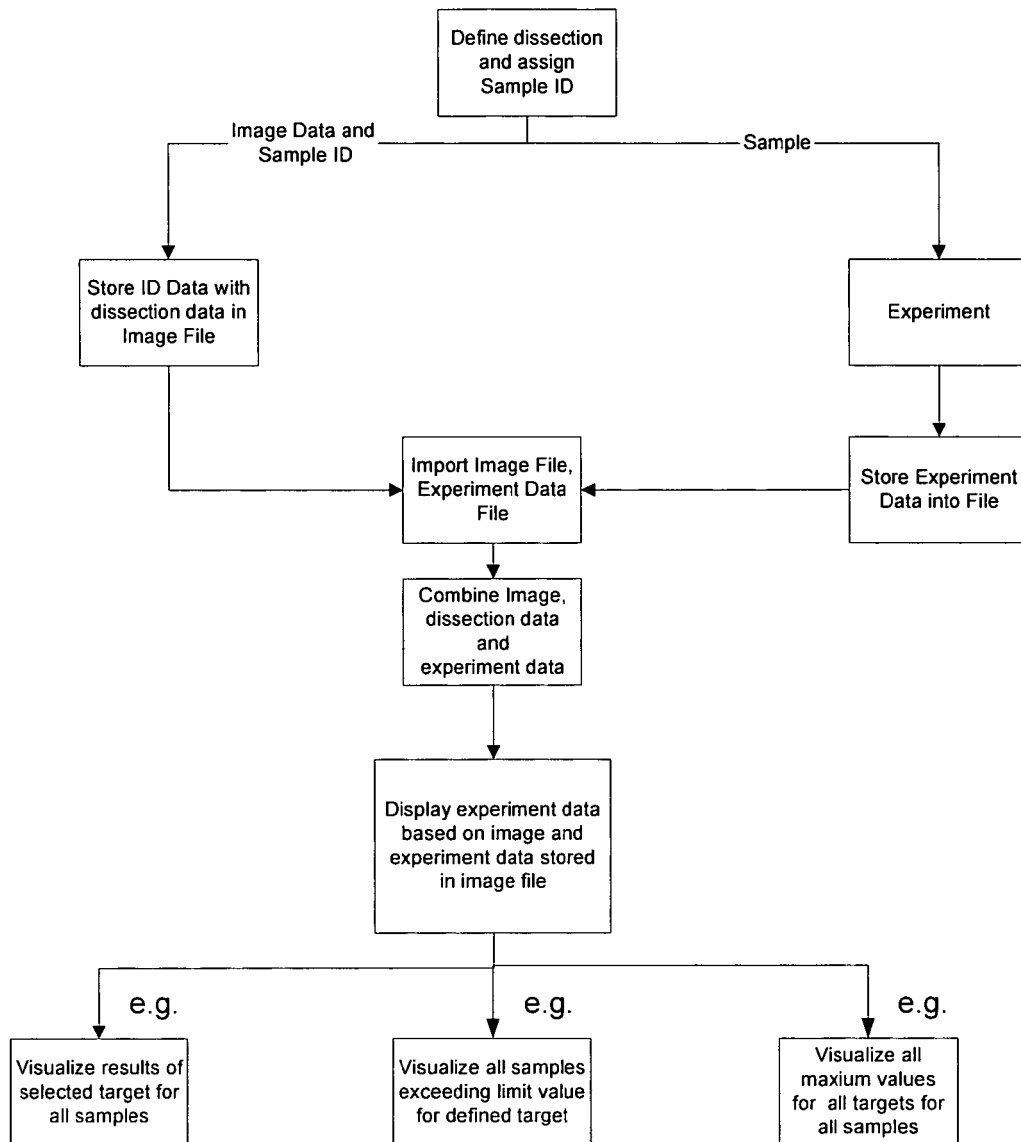 Define dissection
and assign
Sample ID
Image Data and
Sample ID
Sample
Store ID Data with
dissection data in
Image File
Experiment
Import Image File,
Experiment Data
File
Store Experiment
Data into File
Combine Image,
dissection data
and
experiment data
Display experiment data
based on image and
experiment data stored
in image file
e.g.
e.g.
e.g.
Visualize results of
selected target for
all samples
Visualize all samples
exceeding limit value
for defined target
Visualize all
maxium values
for all targets for
all samples